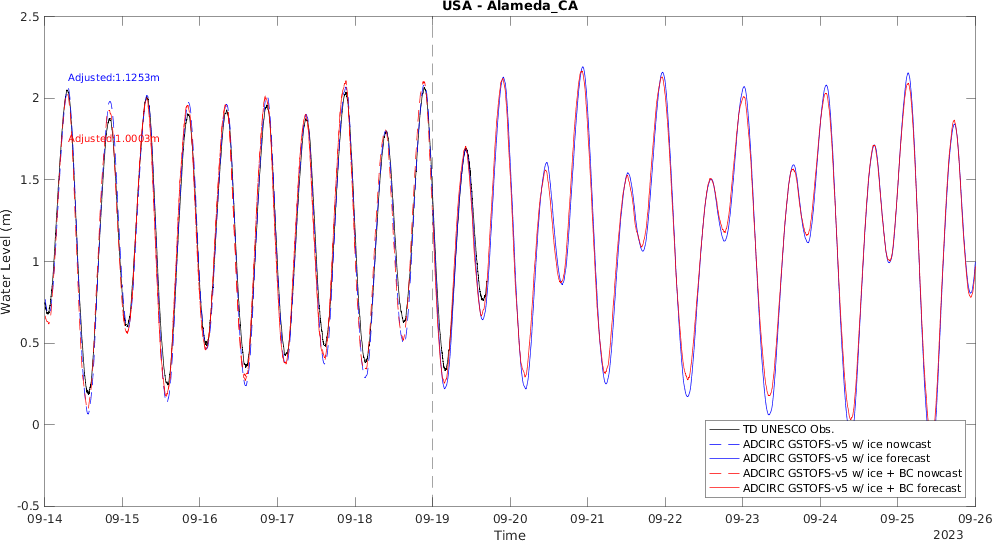 USA - Alameda_CA
2.5
2
1.5
1
0.5
0
-0.5
Water Level (m)
Adjusted:1.1253m
Adjusted:1.0003m
TD UNESCO Obs.
ADCIRC GSTOFS-v5 w/ ice nowcast
ADCIRC GSTOFS-v5 w/ ice forecast
ADCIRC GSTOFS-v5 w/ ice + BC nowcast
ADCIRC GSTOFS-v5 w/ ice + BC forecast
09-14 09-15 09-16 09-17 09-18 09-19 09-20 09-21 09-22 09-23 09-24 09-25 09-26
Time
2023